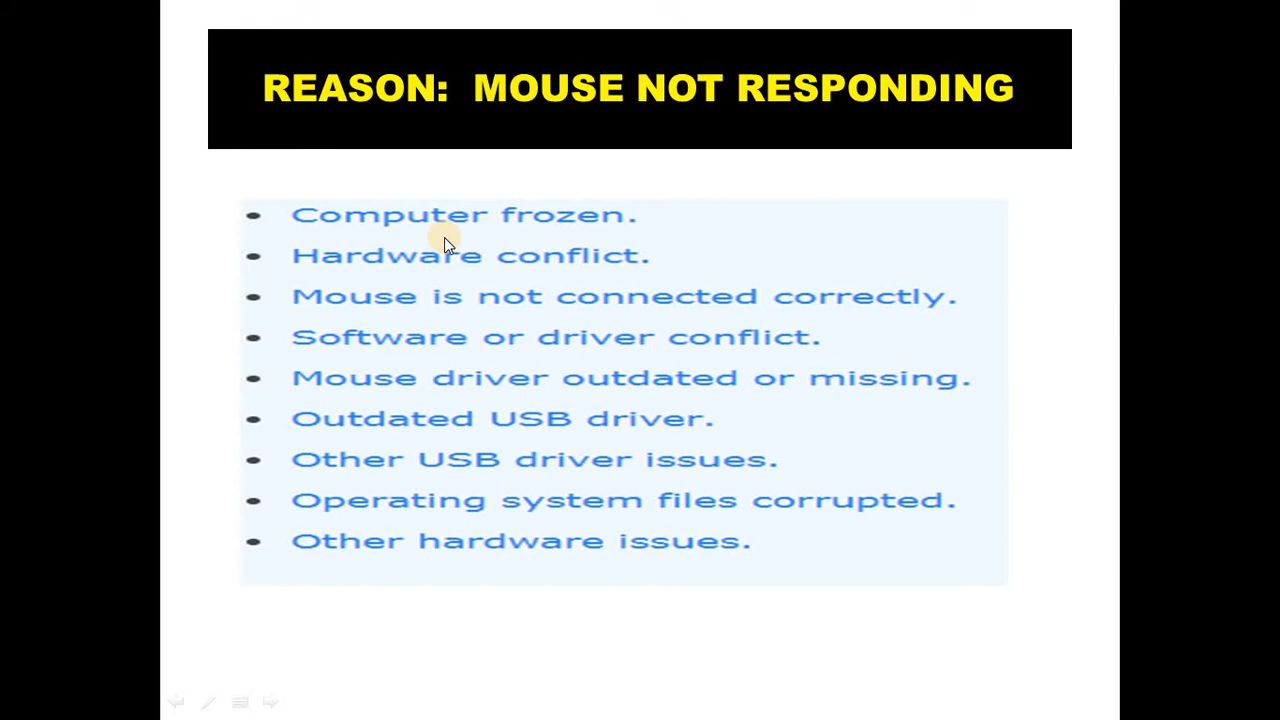 REASON:  MOUSE NOT RESPONDING
• Computer frozen.
• Hardware conflict.
• Mouse is not connected correctly.
• Software or driver conflict.
• Mouse driver outdated or missing.
• Outdated USB driver.
• Other USB driver issues.
• Operating system files corrupted.
• Other hardware issues.